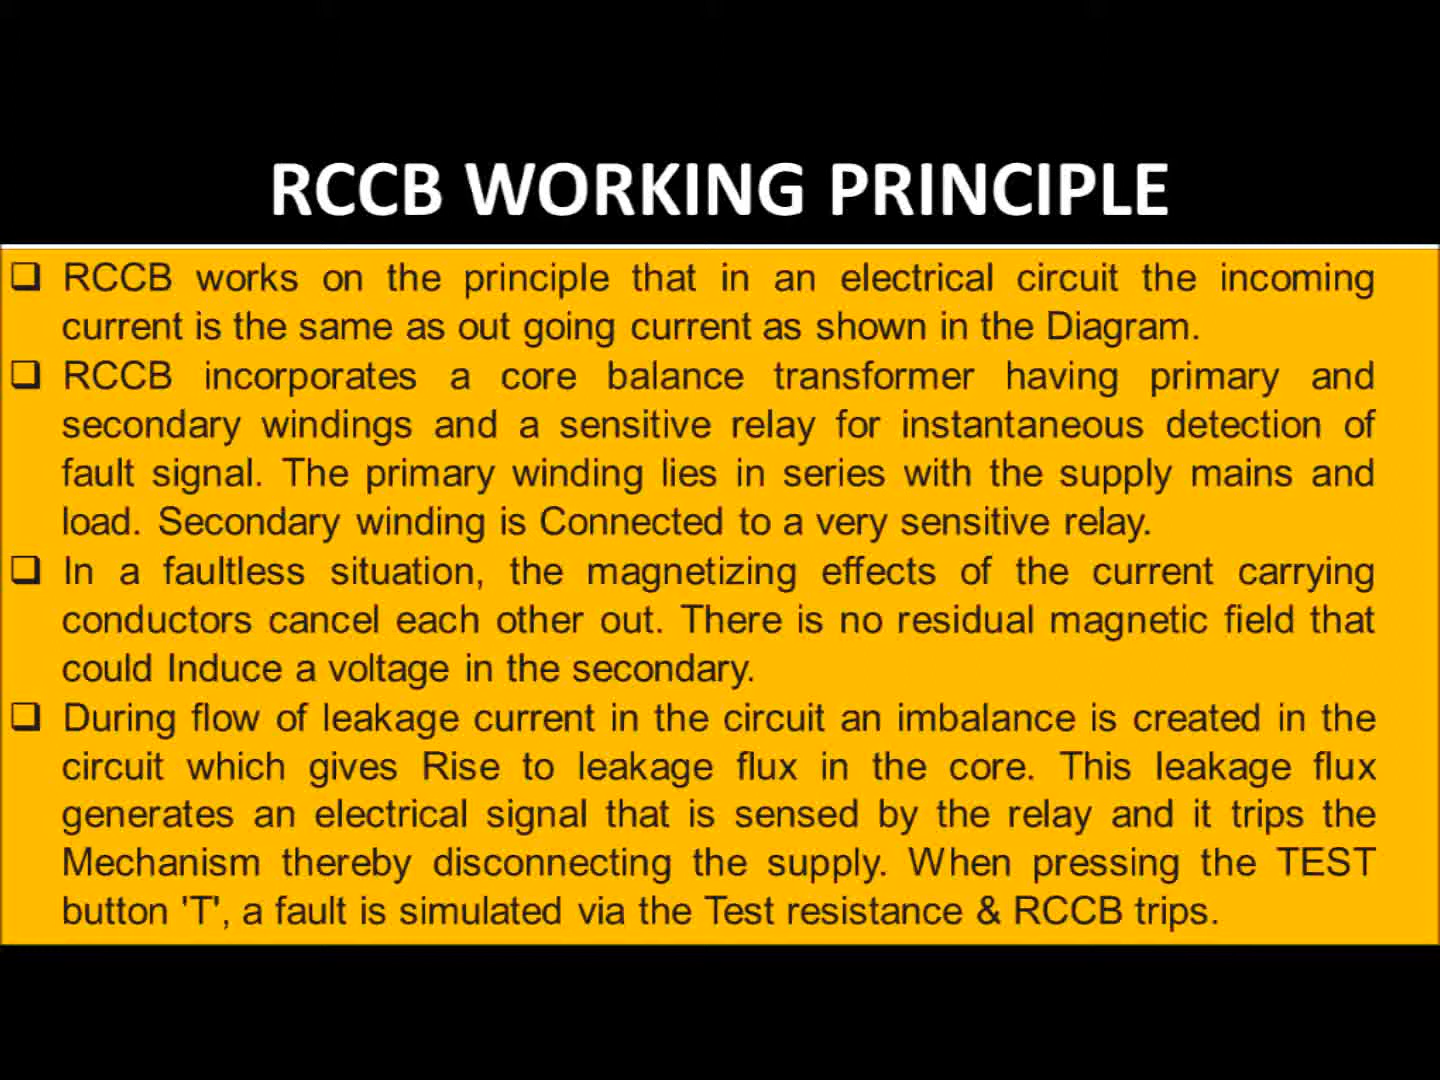 RCCB WORKING PRINCIPLE
❑ RCCB works on the principle that in an electrical circuit the incoming
current is the same as out going current as shown in the Diagram.
❑ RCCB incorporates a core balance transformer having primary and
secondary windings and a sensitive relay for instantaneous detection of
fault signal. The primary winding lies in series with the supply mains and
load. Secondary winding is Connected to a very sensitive relay.
❑ In a faultless situation, the magnetizing effects of the current carrying
conductors cancel each other out. There is no residual magnetic field that
could Induce a voltage in the secondary.
❑ During flow of leakage current in the circuit an imbalance is created in the
circuit which gives Rise to leakage flux in the core. This leakage flux
generates an electrical signal that is sensed by the relay and it trips the
Mechanism thereby disconnecting the supply. When pressing the TEST
button 'T', a fault is simulated via the Test resistance & RCCB trips.